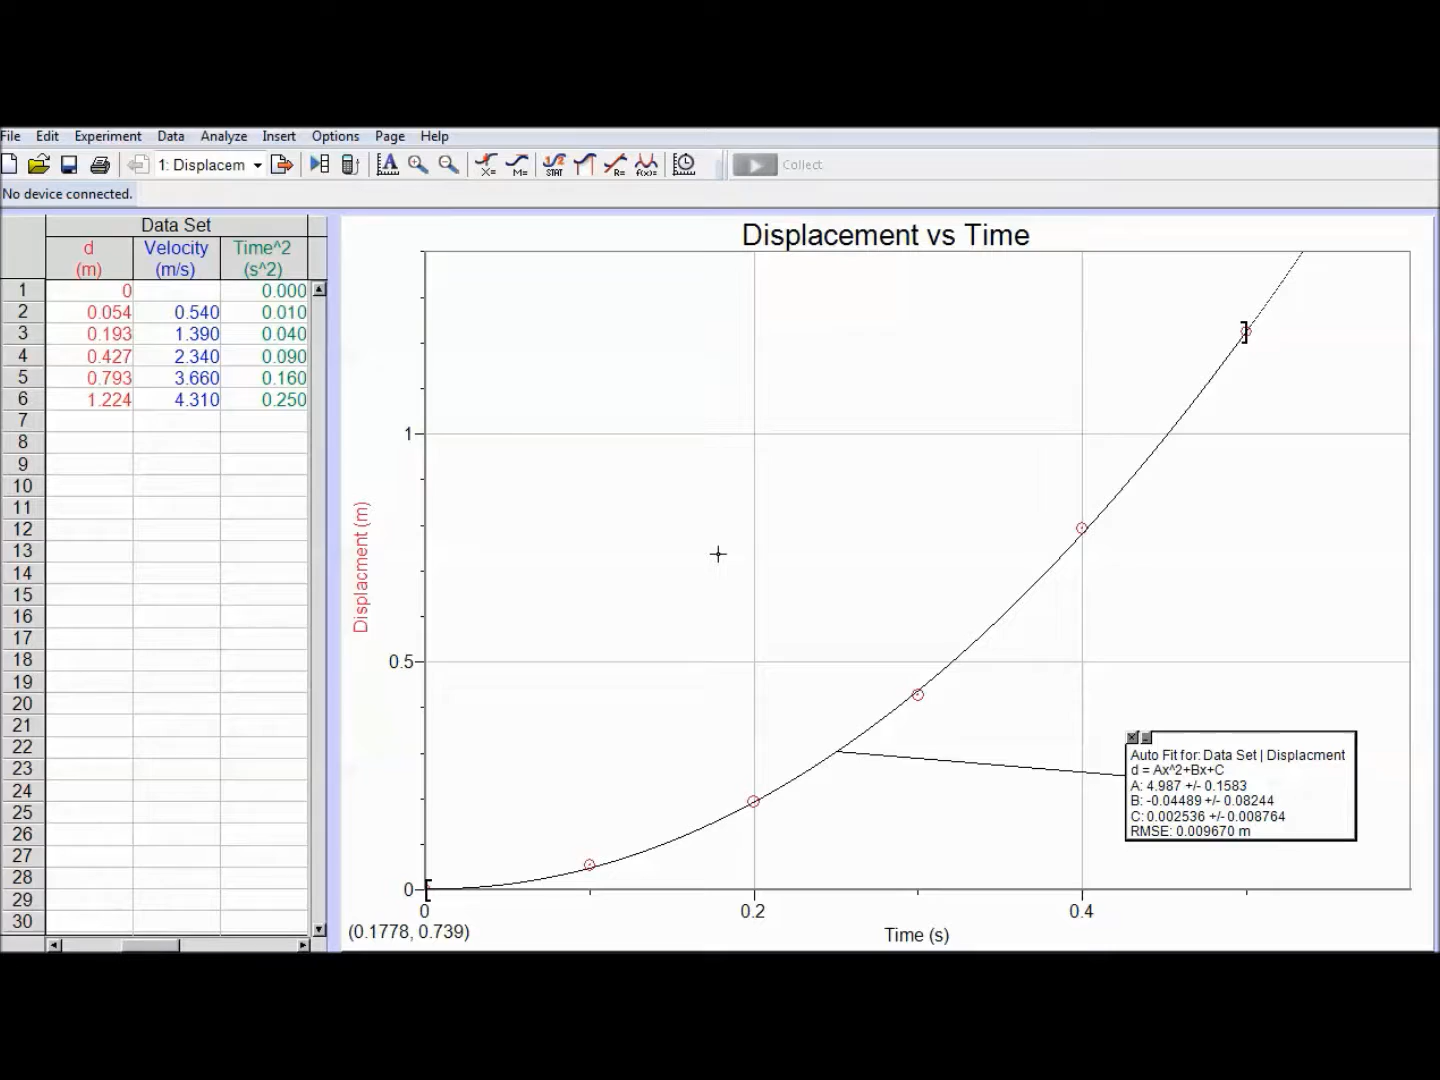 File Edit Experiment Data Analyze Insert Options Page Help
1: Displacem
Collect
No device connected.
Data Set
d Velocity Time^2
(m) (m/s) (s^2)
1 0 0.000
2 0.054 0.540 0.010
3 0.193 1.390 0.040
4 0.427 2.340 0.090
5 0.793 3.660 0.160
6 1.224 4.310 0.250
7
8
9
10
11
12
13
14
15
16
17
18
19
20
21
22
23
24
25
26
27
28
29
30
Displacement vs Time
Displacment (m)
1
0.5
0
0 0.2 0.4
(0.1778, 0.739)
Time (s)
Auto Fit for: Data Set | Displacment
d = Ax^2+Bx+C
A: 4.987 +/- 0.1583
B: -0.04489 +/- 0.08244
C: 0.002536 +/- 0.008764
RMSE: 0.009670 m